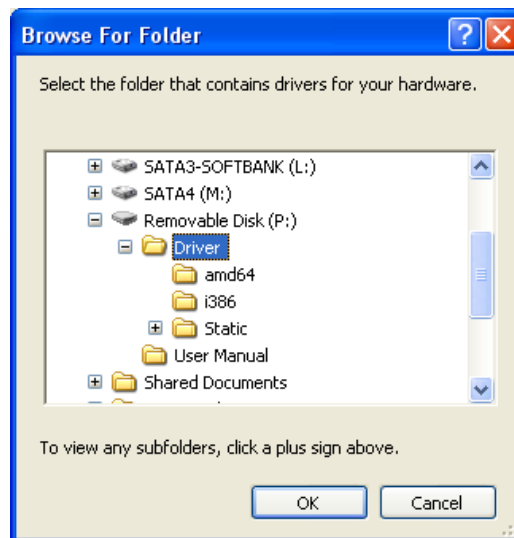 Browse For Folder
Select the folder that contains drivers for your hardware.
SATA3-SOFTBANK (L:)
SATA4 (M:)
Removable Disk (P:)
Driver
amd64
i386
Static
User Manual
Shared Documents
To view any subfolders, click a plus sign above.
OK Cancel